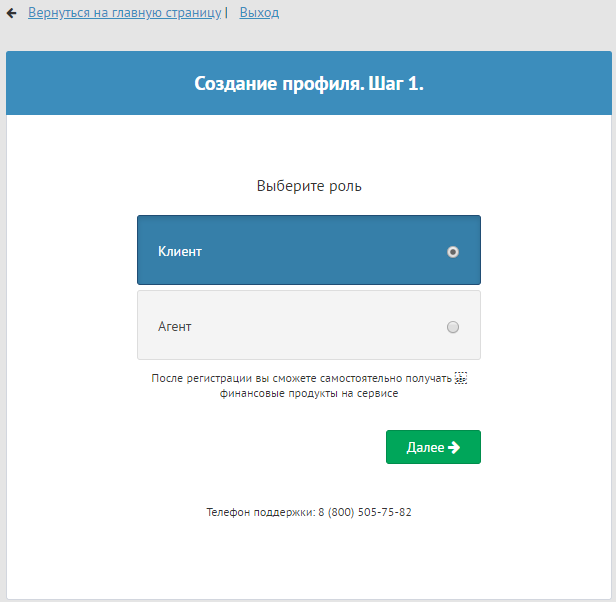 Вернуться на главную страницу | Выход
Создание профиля. Шаг 1.
Выберите роль
Клиент
Агент
После регистрации вы сможете самостоятельно получать
финансовые продукты на сервисе
Далее
Телефон поддержки: 8 (800) 505-75-82